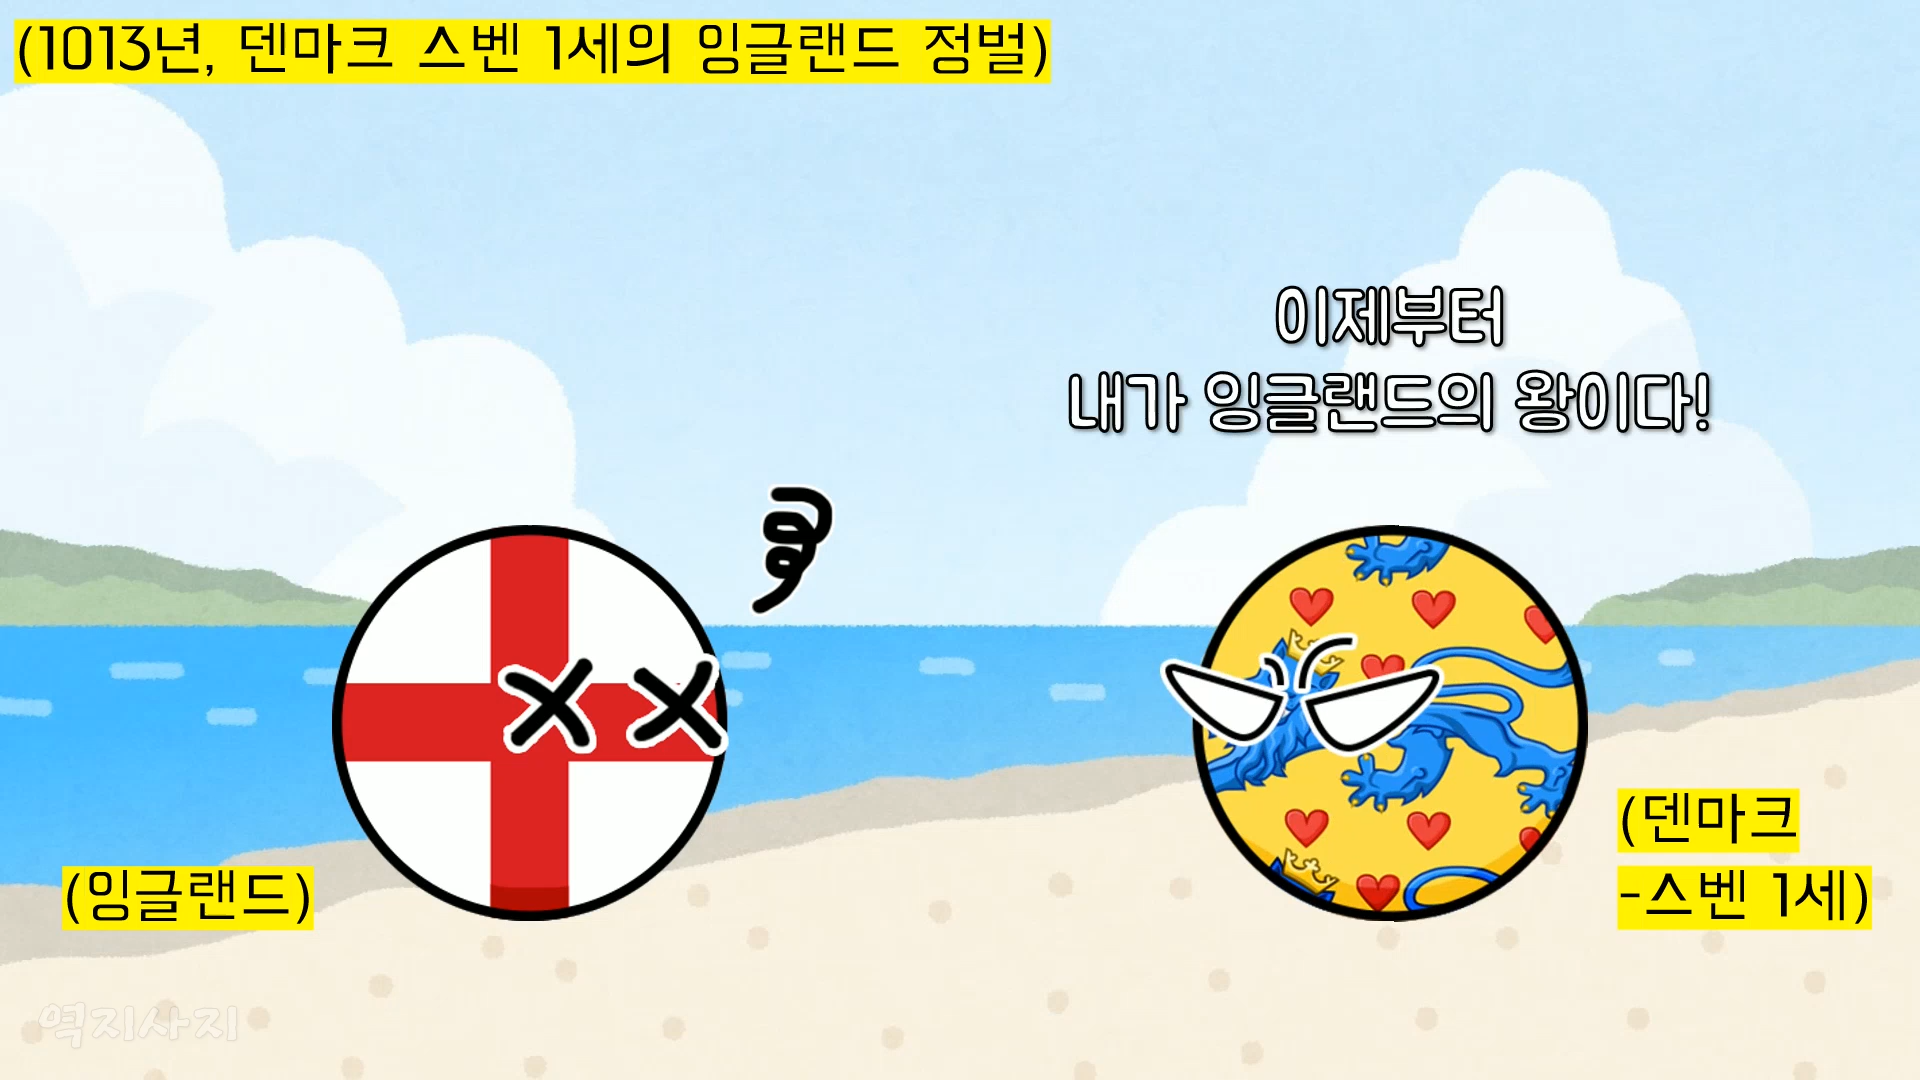 (1013년, 덴마크 스벤 1세의 잉글랜드 정벌)
이제부터
내가 잉글랜드의 왕이다!
(잉글랜드)
(덴마크
-스벤 1세)
역지사지